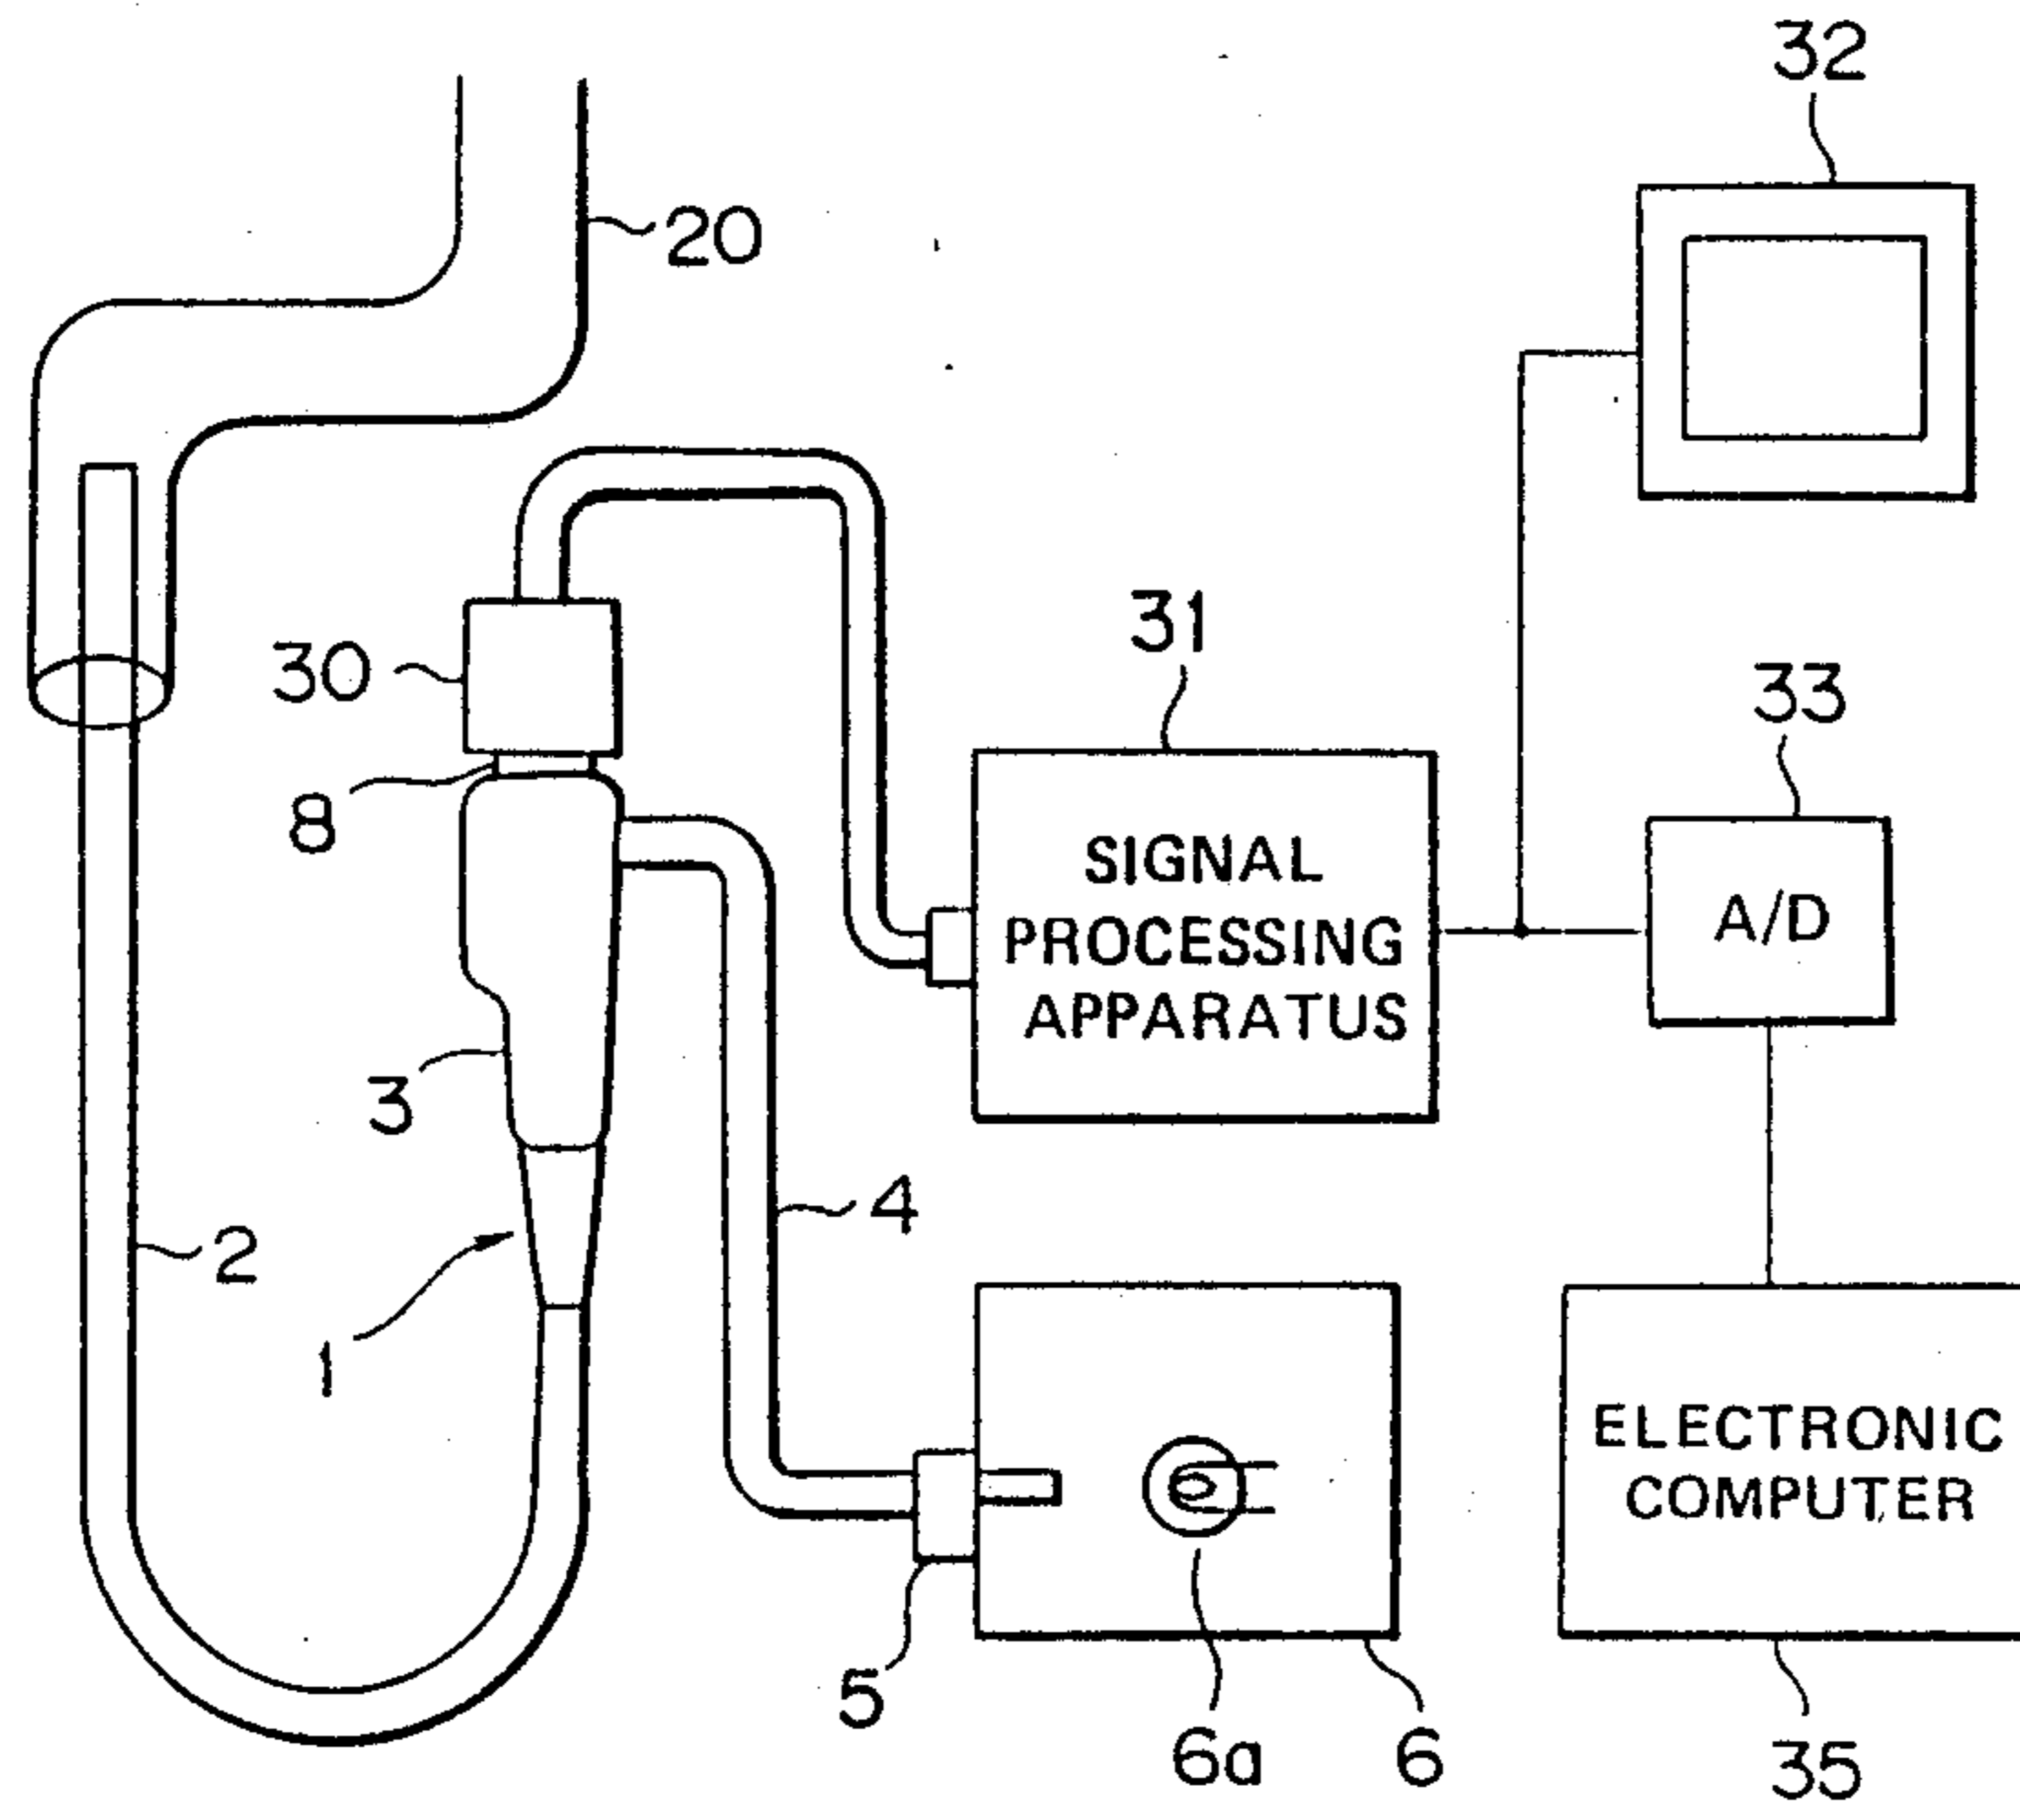 32
20
31
30
33
8
SIGNAL
PROCESSING
APPARATUS
A/D
3
4
2
1
ELECTRONIC
COMPUTER
5
6a
6
35